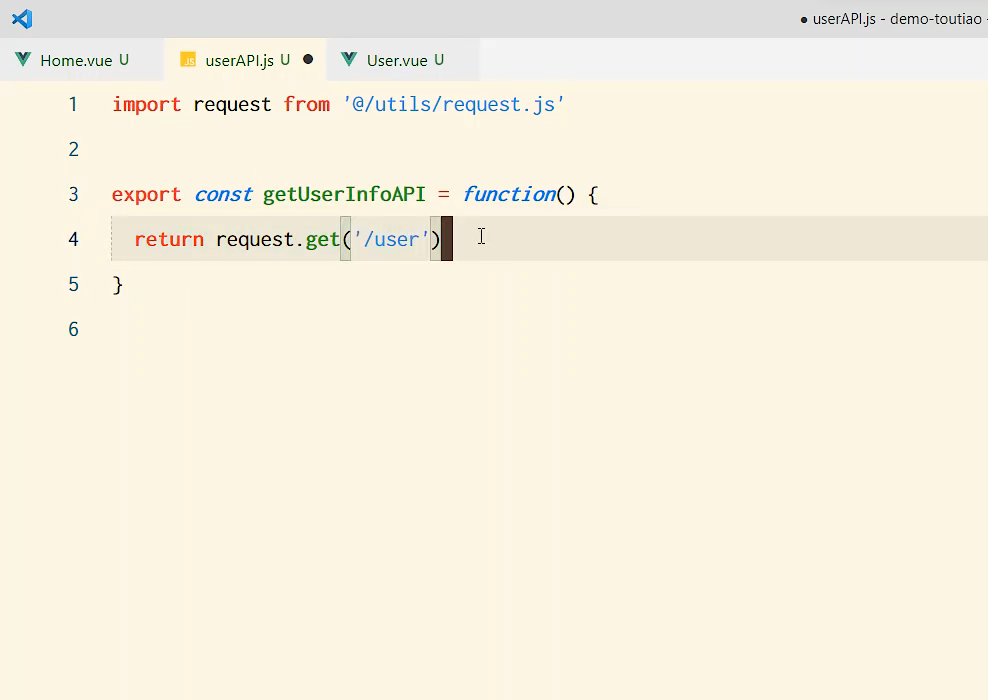 ● userAPI.js - demo-toutiao -
Home.vue U userAPI.js U ● User.vue U
1 import request from '@/utils/request.js'
2
3 export const getUserInfoAPI = function() {
4 return request.get('/user')
5 }
6